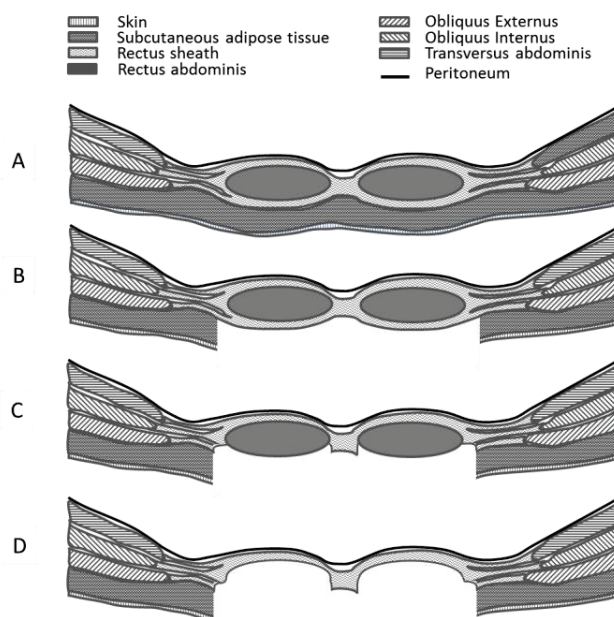 Skin
Subcutaneous adipose tissue
Rectus sheath
Rectus abdominis
Obliquus Externus
Obliquus Internus
Transversus abdominis
Peritoneum
A
B
C
D